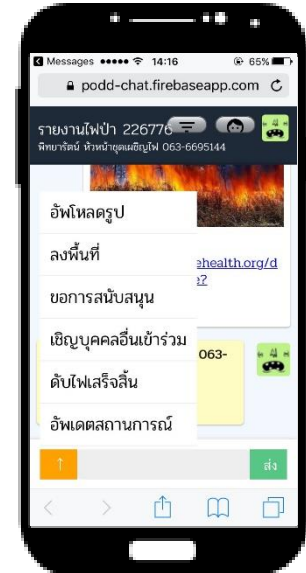 Messages 14:16 65%
podd-chat.firebaseapp.com
รายงานไฟป่า 226776
พิทยารัตน์ หัวหน้าชุดเผชิญไฟ 063-6695144
อัพโหลดรูป
ลงพื้นที่
ehealth.org/d
e?
ขอการสนับสนุน
เชิญบุคคลอื่นเข้าร่วม
063-
ดับไฟเสร็จสิ้น
อัพเดตสถานการณ์
↑
ส่ง